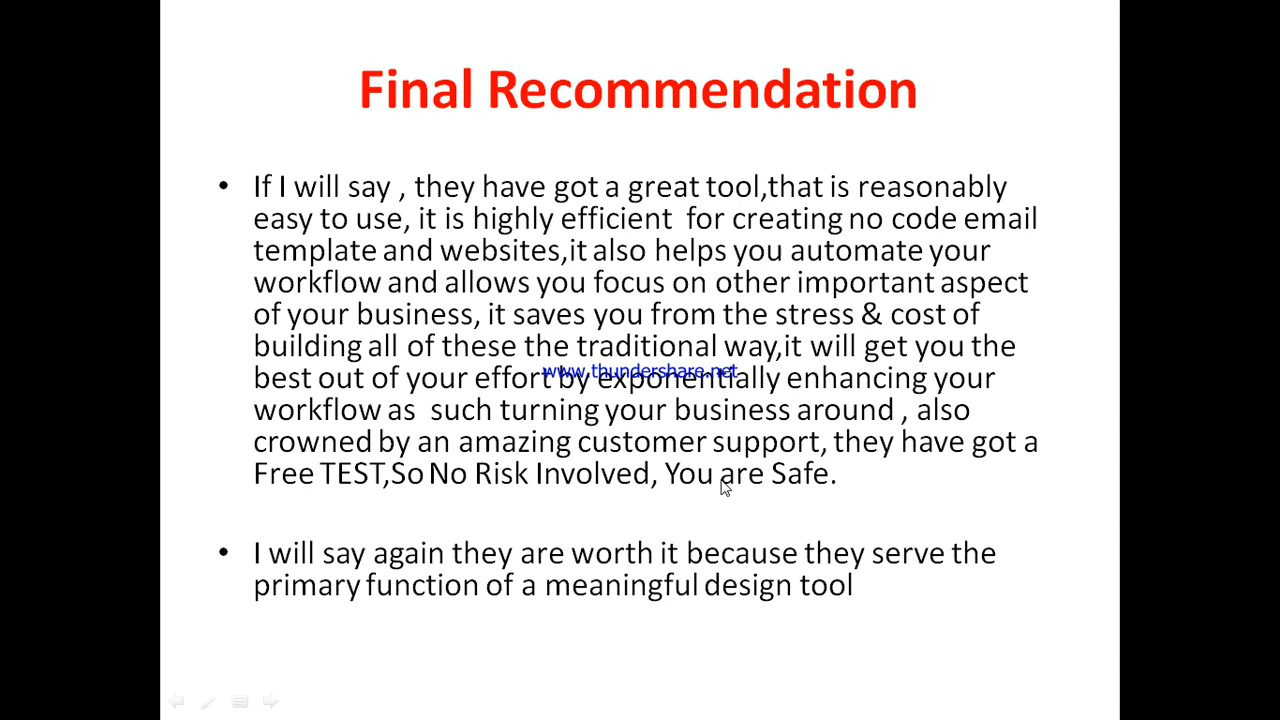 Final Recommendation
• If I will say , they have got a great tool,that is reasonably
easy to use, it is highly efficient  for creating no code email
template and websites,it also helps you automate your
workflow and allows you focus on other important aspect
of your business, it saves you from the stress & cost of
building all of these the traditional way,it will get you the
www.thundershare.net
best out of your effort by exponentially enhancing your
workflow as  such turning your business around , also
crowned by an amazing customer support, they have got a
Free TEST,So No Risk Involved, You are Safe.
• I will say again they are worth it because they serve the
primary function of a meaningful design tool